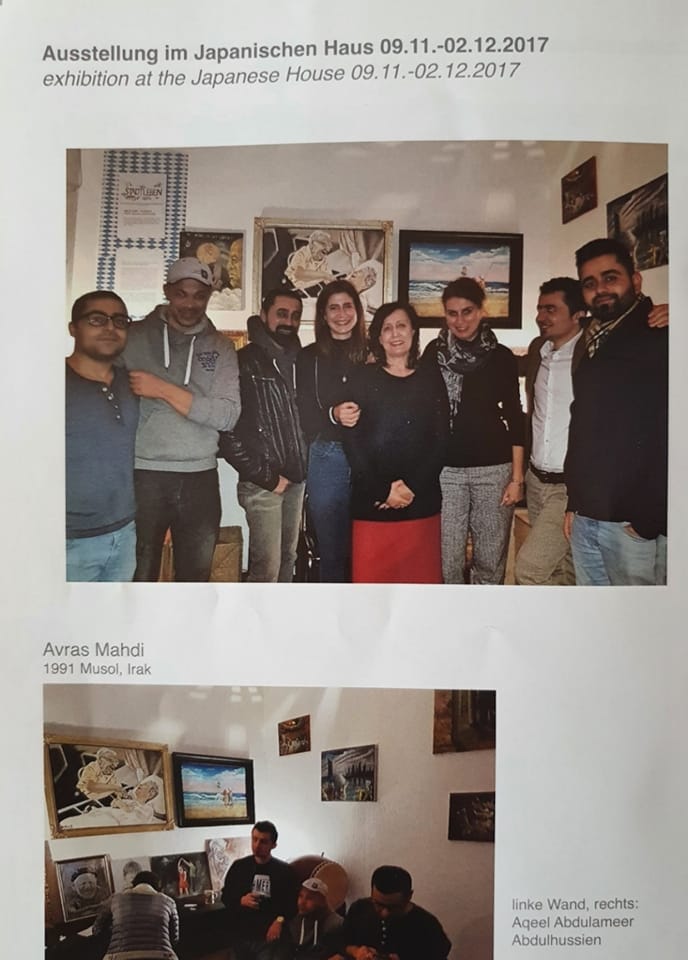 Ausstellung im Japanischen Haus 09.11.-02.12.2017
exhibition at the Japanese House 09.11.-02.12.2017
STADTLEBEN
Avras Mahdi
1991 Musol, Irak
linke Wand, rechts:
Aqeel Abdulameer
Abdulhussien